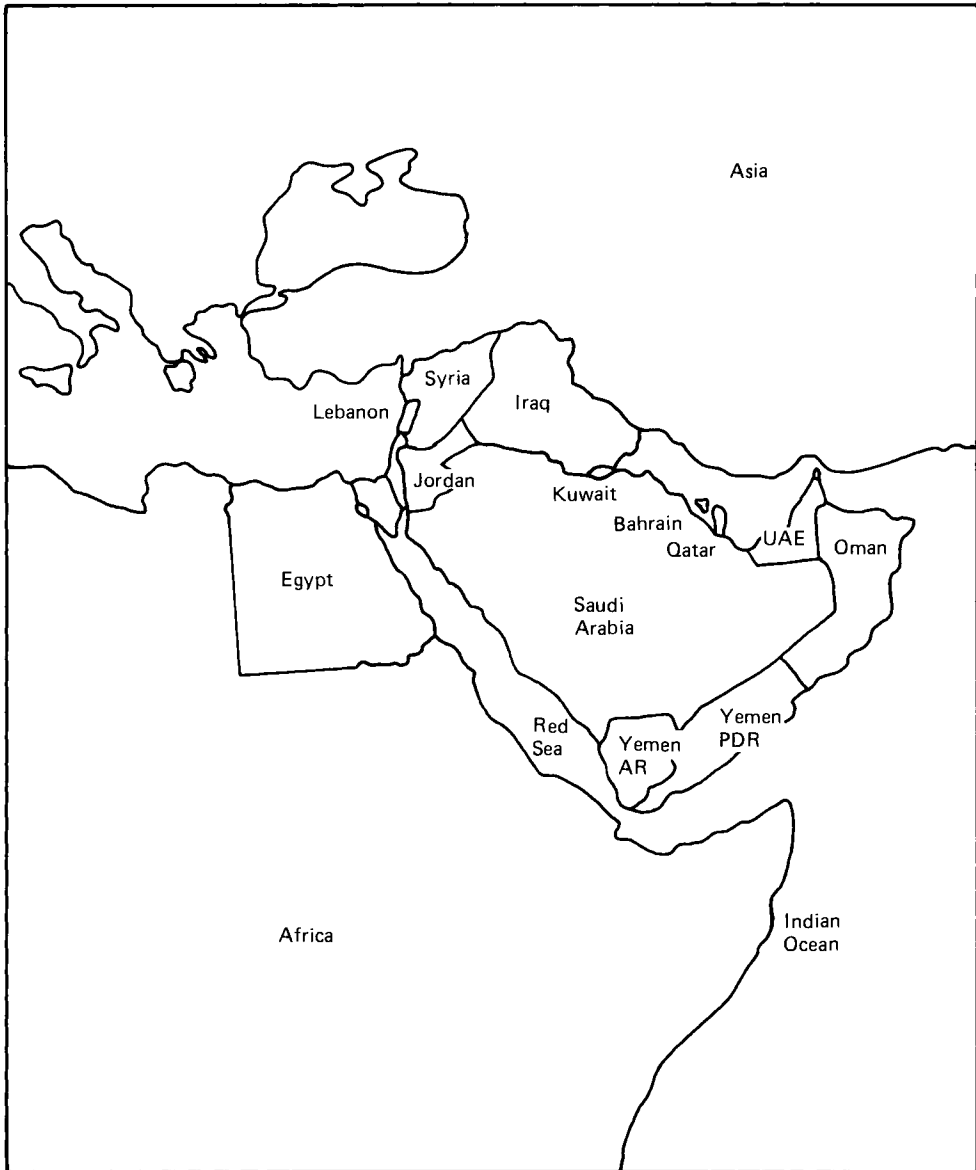 Asia
Syria
Lebanon
Iraq
Jordan
Kuwait
Bahrain
Qatar
UAE
Oman
Egypt
Saudi
Arabia
Red
Sea
Yemen
AR
Yemen
PDR
Africa
Indian
Ocean